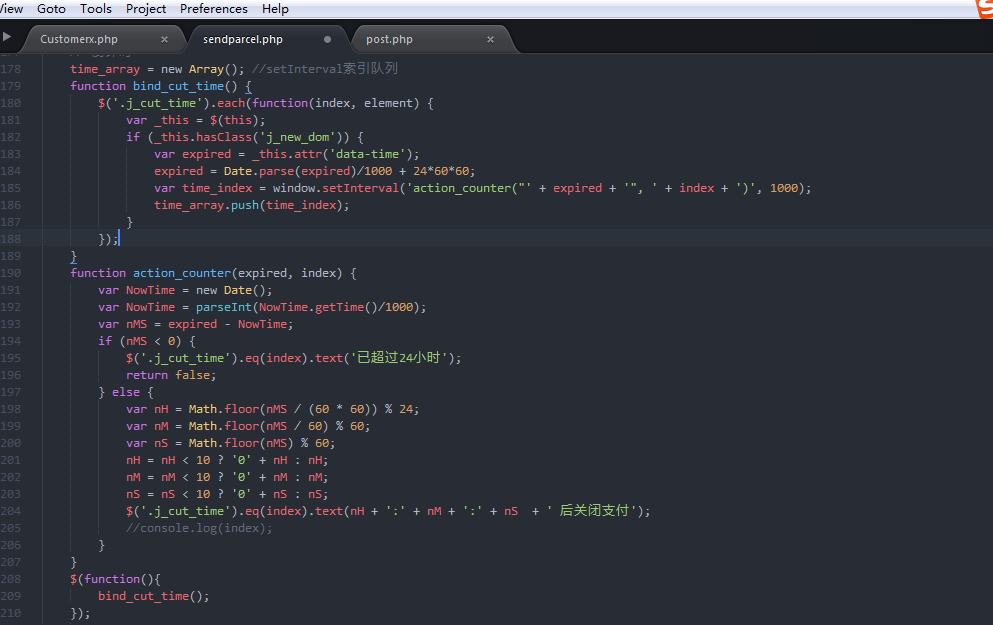 View Goto Tools Project Preferences Help
Customerx.php × sendparcel.php post.php ×
178 time_array = new Array(); //setInterval索引队列
179 function bind_cut_time() {
180 $('.j_cut_time').each(function(index, element) {
181 var _this = $(this);
182 if (_this.hasClass('j_new_dom')) {
183 var expired = _this.attr('data-time');
184 expired = Date.parse(expired)/1000 + 24*60*60;
185 var time_index = window.setInterval('action_counter("' + expired + '", ' + index + ')', 1000);
186 time_array.push(time_index);
187 }
188 });
189 }
190 function action_counter(expired, index) {
191 var NowTime = new Date();
192 var NowTime = parseInt(NowTime.getTime()/1000);
193 var nMS = expired - NowTime;
194 if (nMS < 0) {
195 $('.j_cut_time').eq(index).text('已超过24小时');
196 return false;
197 } else {
198 var nH = Math.floor(nMS / (60 * 60)) % 24;
199 var nM = Math.floor(nMS / 60) % 60;
200 var nS = Math.floor(nMS) % 60;
201 nH = nH < 10 ? '0' + nH : nH;
202 nM = nM < 10 ? '0' + nM : nM;
203 nS = nS < 10 ? '0' + nS : nS;
204 $('.j_cut_time').eq(index).text(nH + ':' + nM + ':' + nS  + ' 后关闭支付');
205 //console.log(index);
206 }
207 }
208 $(function(){
209 bind_cut_time();
210 });